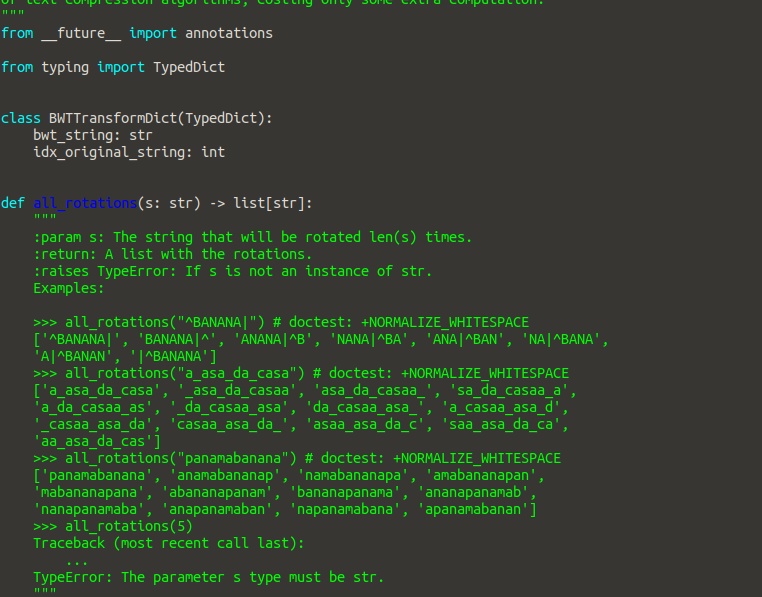 of text compression algorithms, costing only some extra computation.
"""
from __future__ import annotations
from typing import TypedDict
class BWTTransformDict(TypedDict):
    bwt_string: str
    idx_original_string: int
def all_rotations(s: str) -> list[str]:
    """
    :param s: The string that will be rotated len(s) times.
    :return: A list with the rotations.
    :raises TypeError: If s is not an instance of str.
    Examples:
    >>> all_rotations("^BANANA|") # doctest: +NORMALIZE_WHITESPACE
    ['^BANANA|', 'BANANA|^', 'ANANA|^B', 'NANA|^BA', 'ANA|^BAN', 'NA|^BANA',
    'A|^BANAN', '|^BANANA']
    >>> all_rotations("a_asa_da_casa") # doctest: +NORMALIZE_WHITESPACE
    ['a_asa_da_casa', '_asa_da_casaa', 'asa_da_casaa_', 'sa_da_casaa_a',
    'a_da_casaa_as', '_da_casaa_asa', 'da_casaa_asa_', 'a_casaa_asa_d',
    '_casaa_asa_da', 'casaa_asa_da_', 'asaa_asa_da_c', 'saa_asa_da_ca',
    'aa_asa_da_cas']
    >>> all_rotations("panamabanana") # doctest: +NORMALIZE_WHITESPACE
    ['panamabanana', 'anamabananap', 'namabananapa', 'amabananapan',
    'mabananapana', 'abananapanam', 'bananapanama', 'ananapanamab',
    'nanapanamaba', 'anapanamaban', 'napanamabana', 'apanamabanan']
    >>> all_rotations(5)
    Traceback (most recent call last):
        ...
    TypeError: The parameter s type must be str.
    """